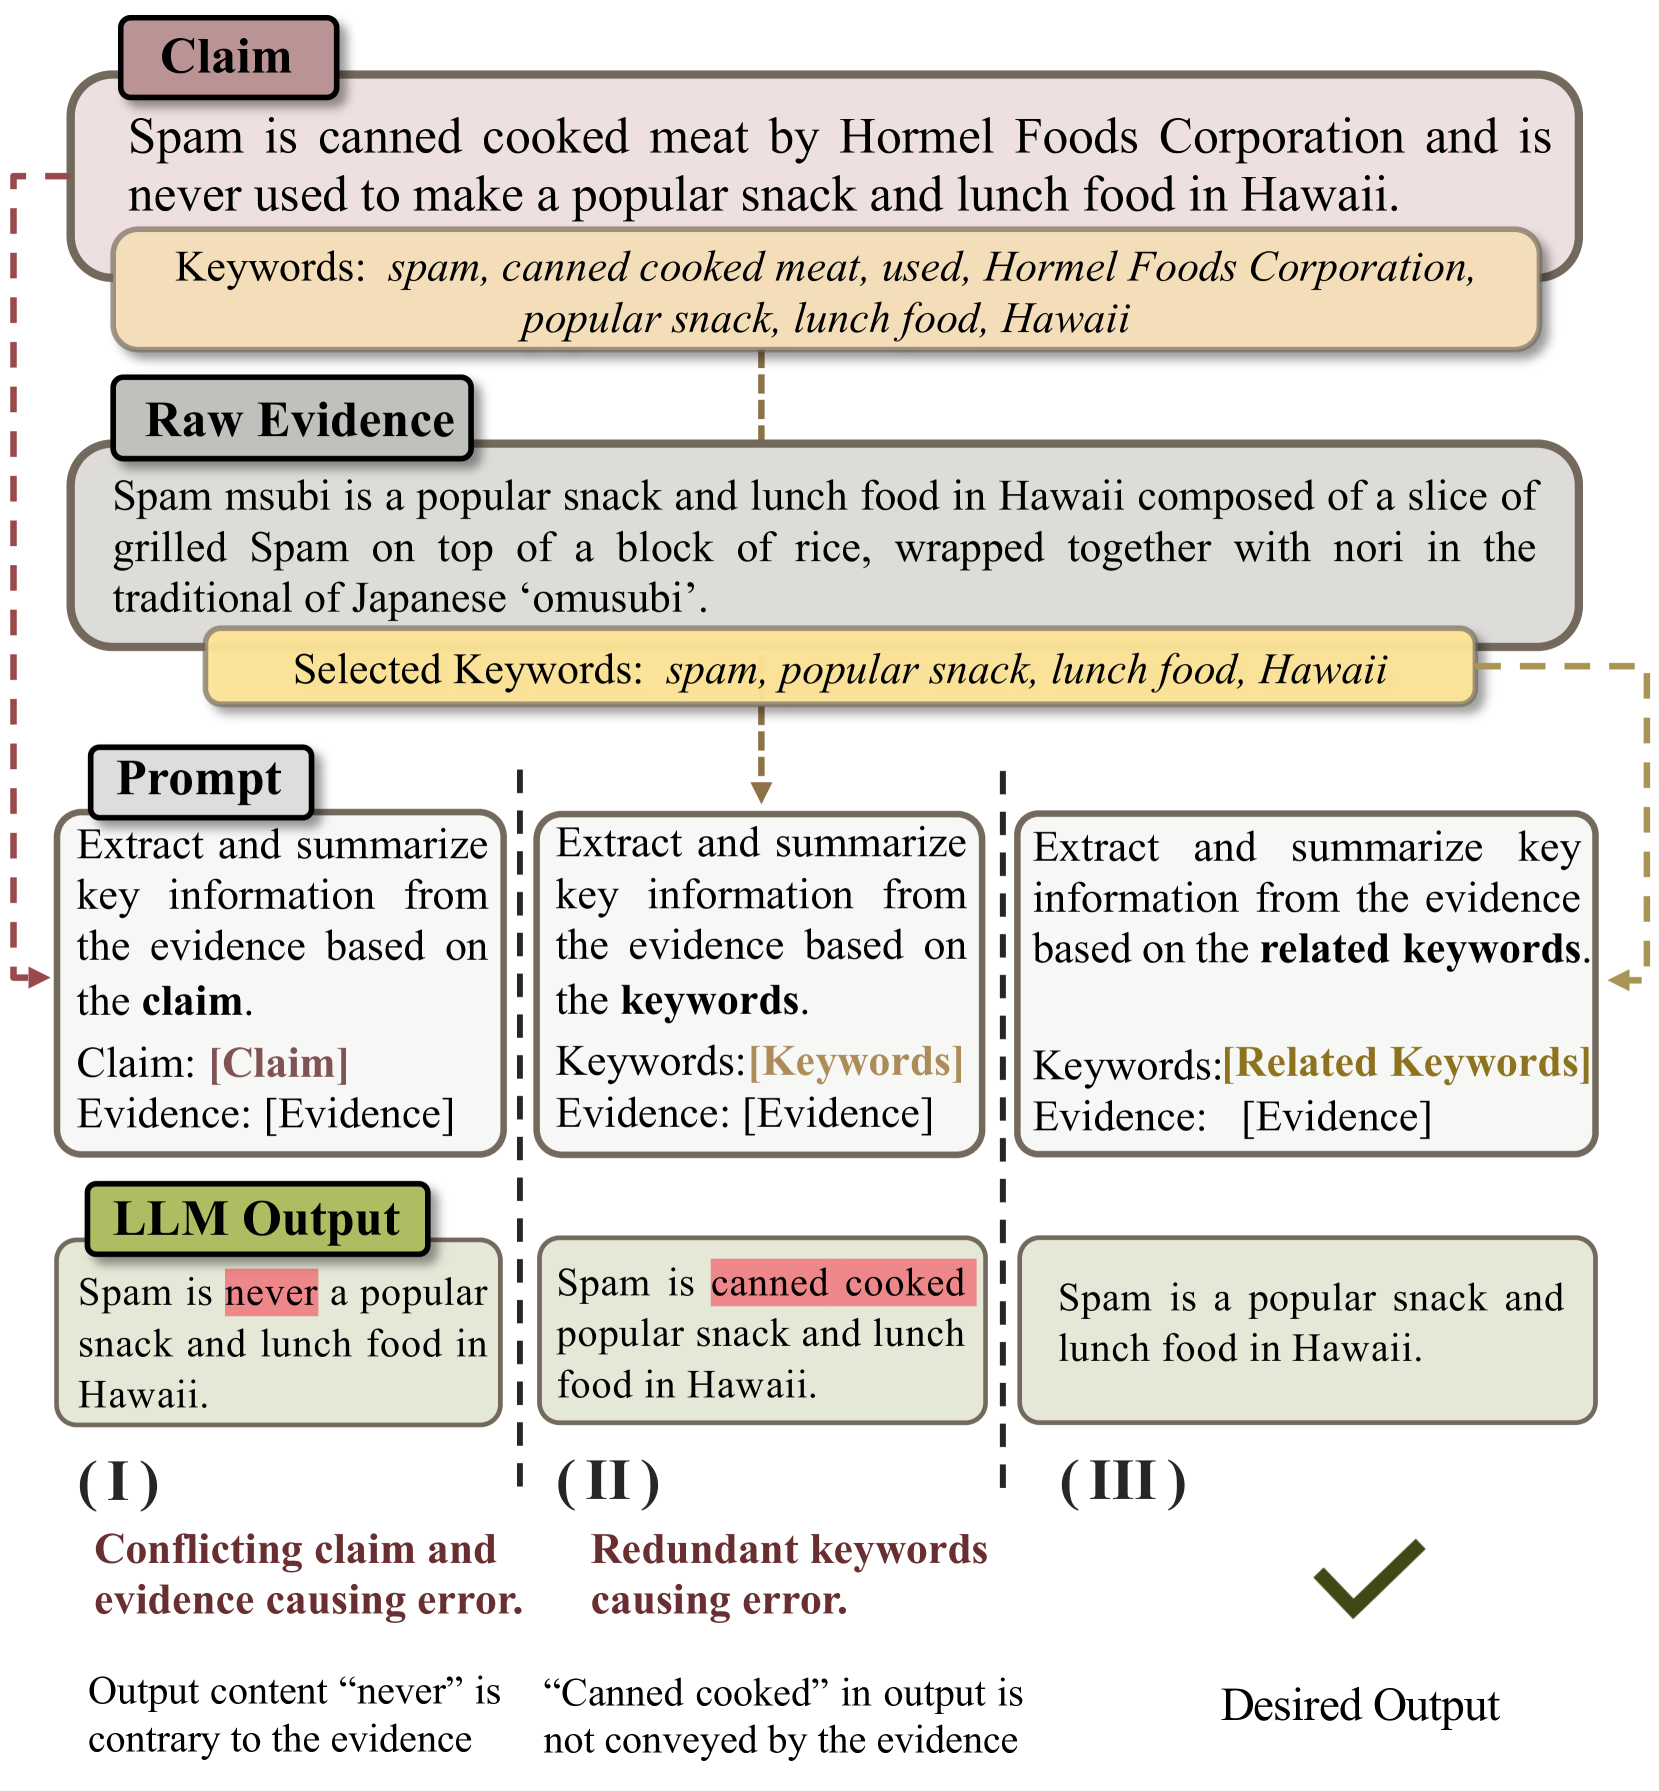 Claim
Spam is canned cooked meat by Hormel Foods Corporation and is
never used to make a popular snack and lunch food in Hawaii.
Keywords: spam, canned cooked meat, used, Hormel Foods Corporation,
popular snack, lunch food, Hawaii
Raw Evidence
Spam msubi is a popular snack and lunch food in Hawaii composed of a slice of
grilled Spam on top of a block of rice, wrapped together with nori in the
traditional of Japanese ‘omusubi’.
Selected Keywords: spam, popular snack, lunch food, Hawaii
Prompt
Extract and summarize
key information from
the evidence based on
the claim.
Claim: [Claim]
Evidence: [Evidence]
Extract and summarize
key information from
the evidence based on
the keywords.
Keywords:[Keywords]
Evidence: [Evidence]
Extract and summarize key
information from the evidence
based on the related keywords.
Keywords:[Related Keywords]
Evidence: [Evidence]
LLM Output
Spam is never a popular
snack and lunch food in
Hawaii.
Spam is canned cooked
popular snack and lunch
food in Hawaii.
Spam is a popular snack and
lunch food in Hawaii.
(I)
Conflicting claim and
evidence causing error.
Output content “never” is
contrary to the evidence
(II)
Redundant keywords
causing error.
“Canned cooked” in output is
not conveyed by the evidence
(III)
Desired Output